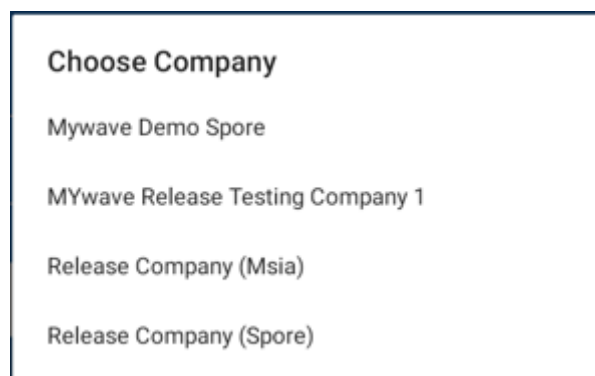 Choose Company
Mywave Demo Spore
MYwave Release Testing Company 1
Release Company (Msia)
Release Company (Spore)